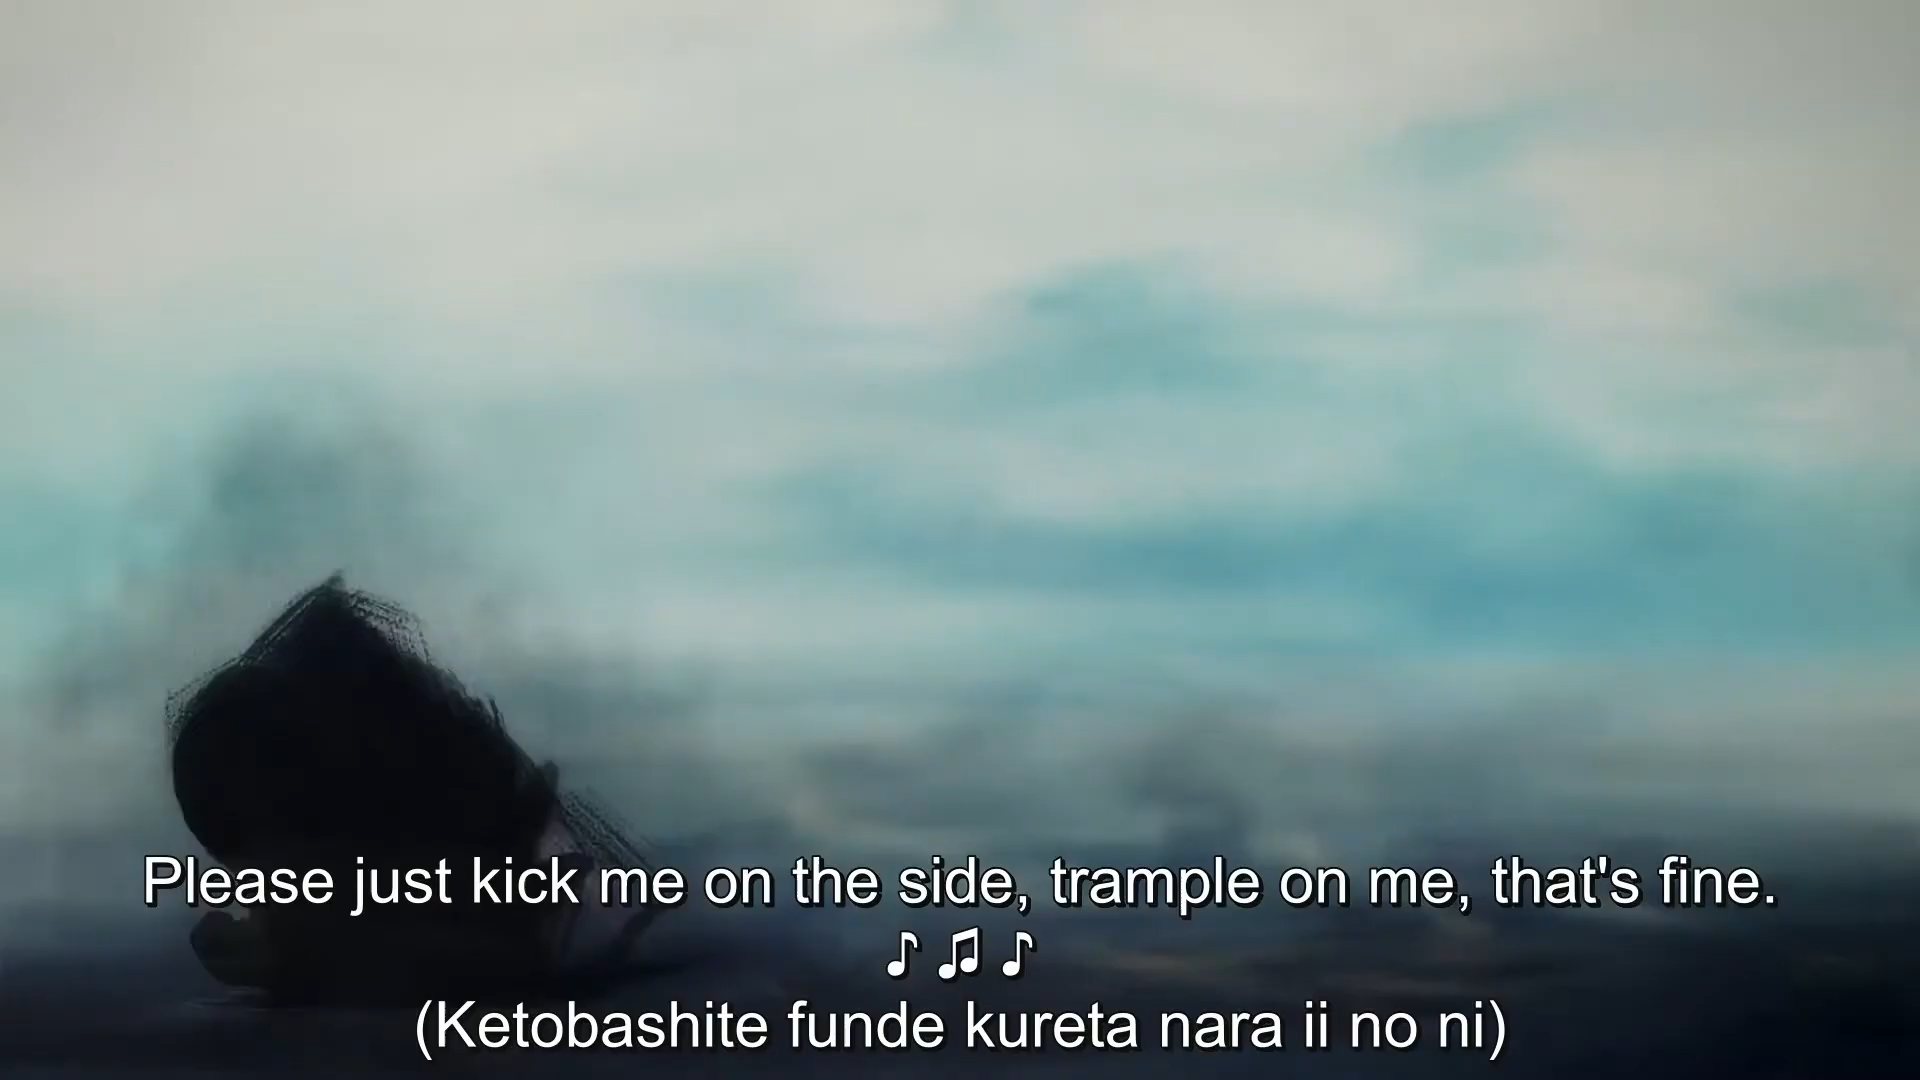 Please just kick me on the side, trample on me, that's fine.
♪ ♫ ♪
(Ketobashite funde kureta nara ii no ni)